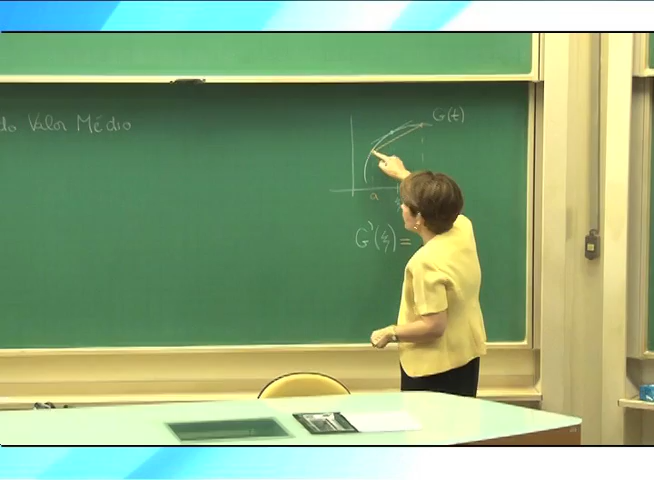 do Valor Médio
G(t)
a
G'(ξ) =